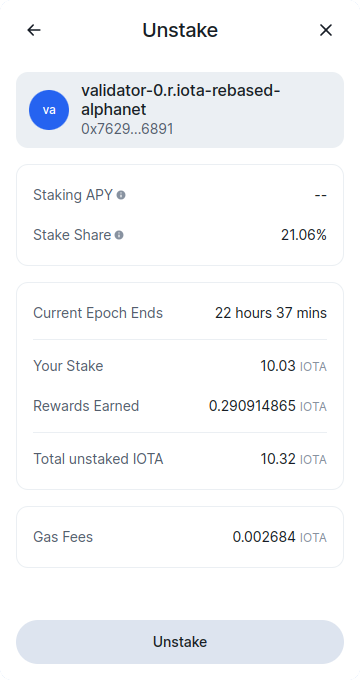 Unstake
va
validator-0.r.iota-rebased-
alphanet
0x7629...6891
Staking APY --
Stake Share 21.06%
Current Epoch Ends 22 hours 37 mins
Your Stake 10.03 IOTA
Rewards Earned 0.290914865 IOTA
Total unstaked IOTA 10.32 IOTA
Gas Fees 0.002684 IOTA
Unstake